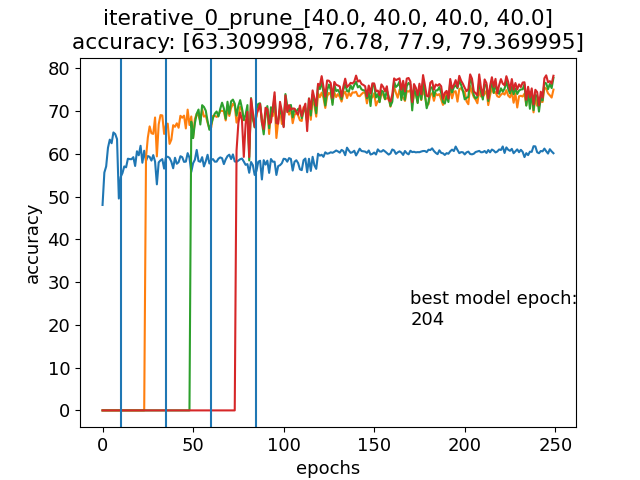 iterative_0_prune_[40.0, 40.0, 40.0, 40.0]
accuracy: [63.309998, 76.78, 77.9, 79.369995]
80
70
60
50
40
30
20
10
0
accuracy
best model epoch:
204
0 50 100 150 200 250
epochs